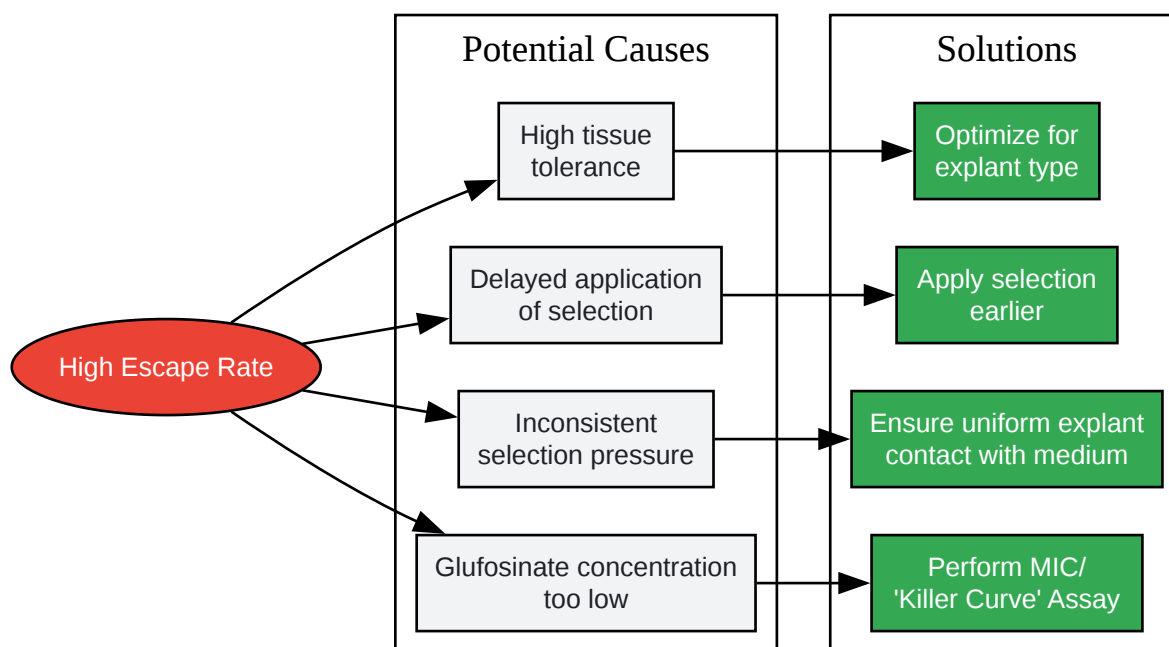 Potential Causes
Solutions
High tissue
tolerance
Optimize for
explant type
Delayed application
of selection
Apply selection
earlier
High Escape Rate
Inconsistent
selection pressure
Ensure uniform explant
contact with medium
Glufosinate concentration
too low
Perform MIC/
'Killer Curve' Assay